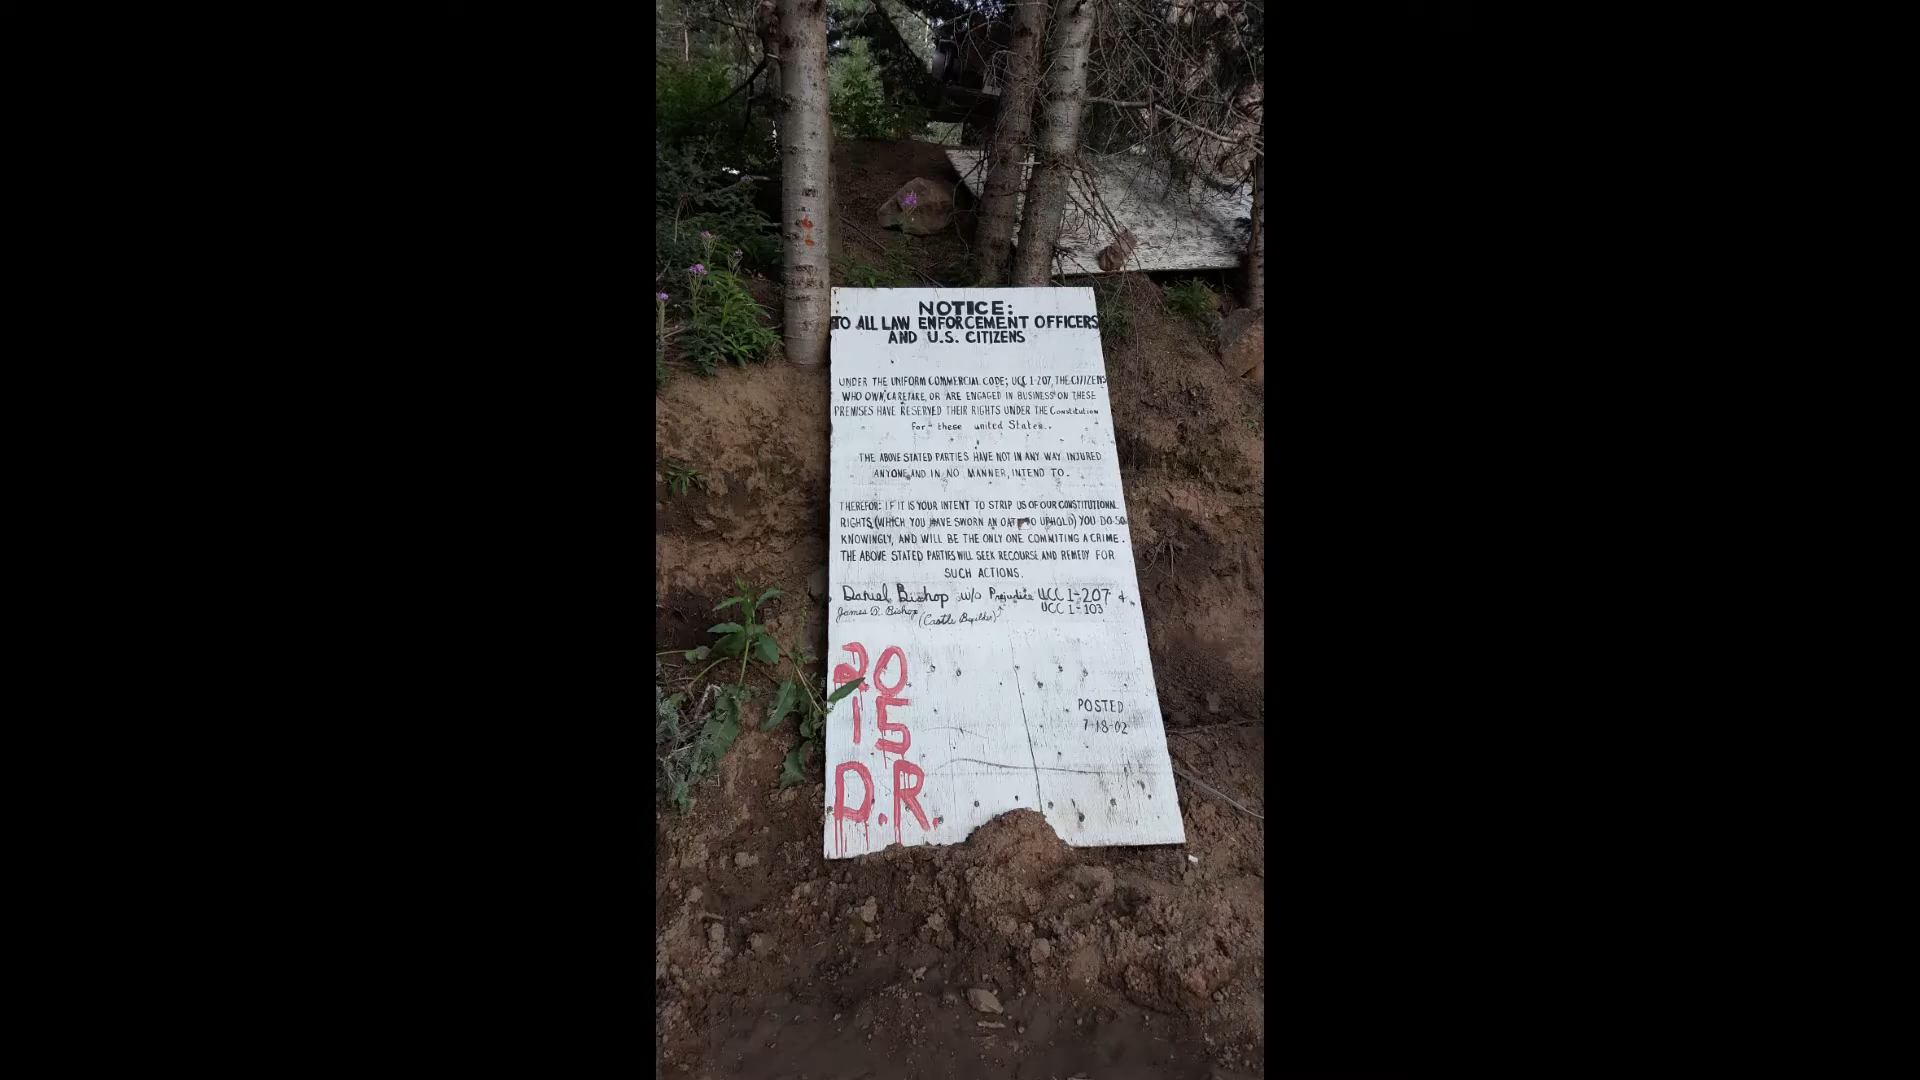 NOTICE:
TO ALL LAW ENFORCEMENT OFFICERS
AND U.S. CITIZENS
UNDER THE UNIFORM COMMERCIAL CODE; UCC 1-207, THE CITIZENS
WHO OWN, CARETAKE, OR ARE ENGAGED IN BUSINESS ON THESE
PREMISES HAVE RESERVED THEIR RIGHTS UNDER THE Constitution
for these united States.
THE ABOVE STATED PARTIES HAVE NOT IN ANY WAY INJURED
ANYONE AND IN NO MANNER, INTEND TO.
THEREFOR: IF IT IS YOUR INTENT TO STRIP US OF OUR CONSTITUTIONAL
RIGHTS, (WHICH YOU HAVE SWORN AN OATH TO UPHOLD) YOU DO SO
KNOWINGLY, AND WILL BE THE ONLY ONE COMMITING A CRIME.
THE ABOVE STATED PARTIES WILL SEEK RECOURSE AND REMEDY FOR
SUCH ACTIONS.
Daniel Bishop w/o Prejudice UCC 1-207 &
James R. Bishop (Castle Builder) UCC 1-103
20
15
D.R.
POSTED
7-18-02